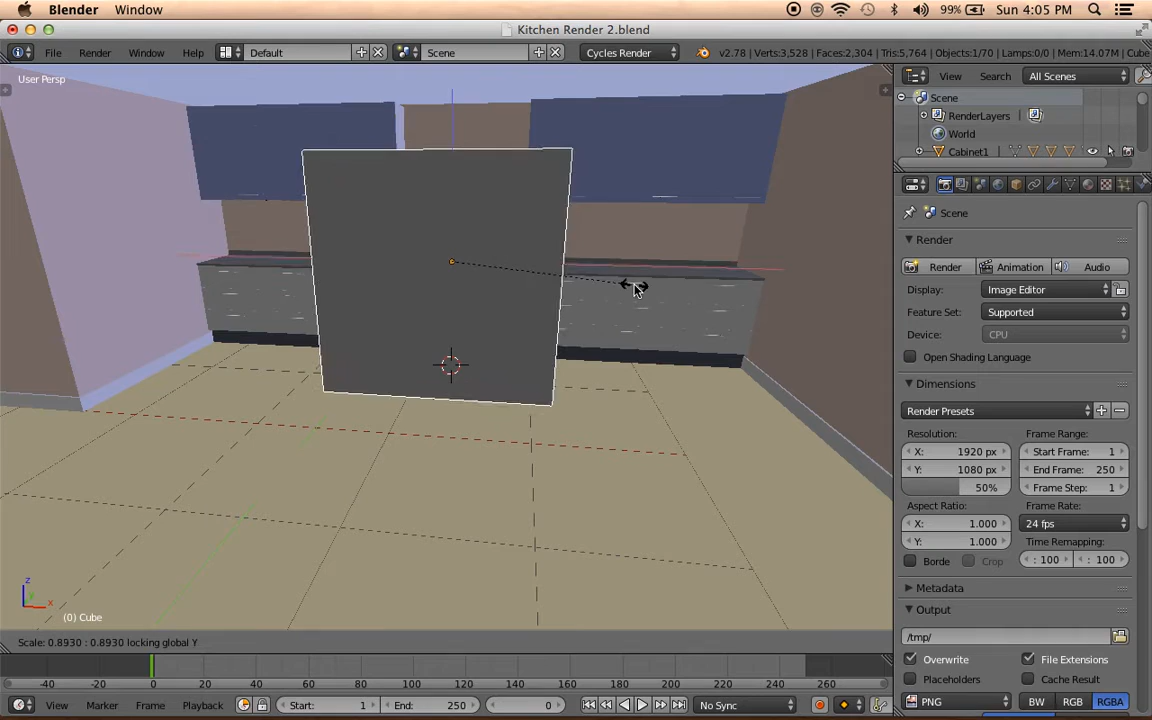 Blender Window 99% Sun 4:05 PM
Kitchen Render 2.blend
File Render Window Help Default Scene Cycles Render v2.78 | Verts:3,528 | Faces:2,304 | Tris:5,764 | Objects:1/70 | Lamps:0/0 | Mem:14.07M | Cube
User Persp
View Search All Scenes
Scene
RenderLayers
World
Cabinet1
Scene
Render
Render Animation Audio
Display: Image Editor
Feature Set: Supported
Device: CPU
Open Shading Language
Dimensions
Render Presets
Resolution: Frame Range:
X: 1920 px Start Frame: 1
Y: 1080 px End Frame: 250
50% Frame Step: 1
Aspect Ratio: Frame Rate:
X: 1.000 24 fps
Y: 1.000 Time Remapping:
Borde Crop : 100 : 100
Metadata
Output
/tmp/
Overwrite File Extensions
Placeholders Cache Result
PNG BW RGB RGBA
z
y
x
(0) Cube
Scale: 0.8930 : 0.8930 locking global Y
-40 -20 0 20 40 60 80 100 120 140 160 180 200 220 240 260
View Marker Frame Playback Start: 1 End: 250 0 No Sync